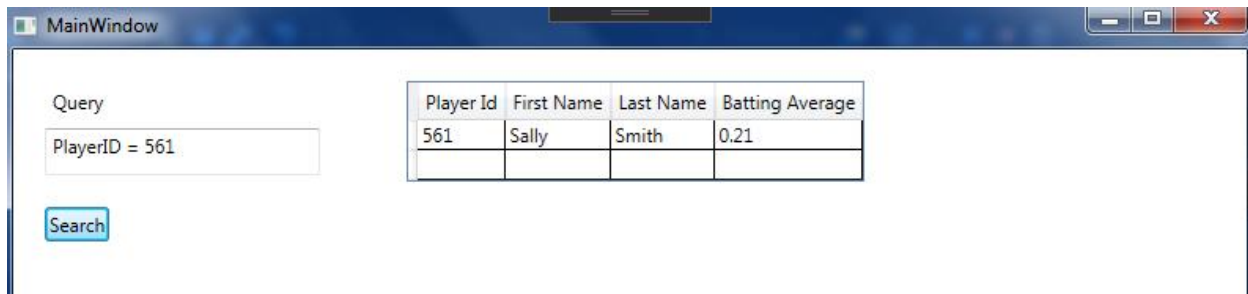 MainWindow
Query
PlayerID = 561
Search
Player Id First Name Last Name Batting Average
561 Sally Smith 0.21